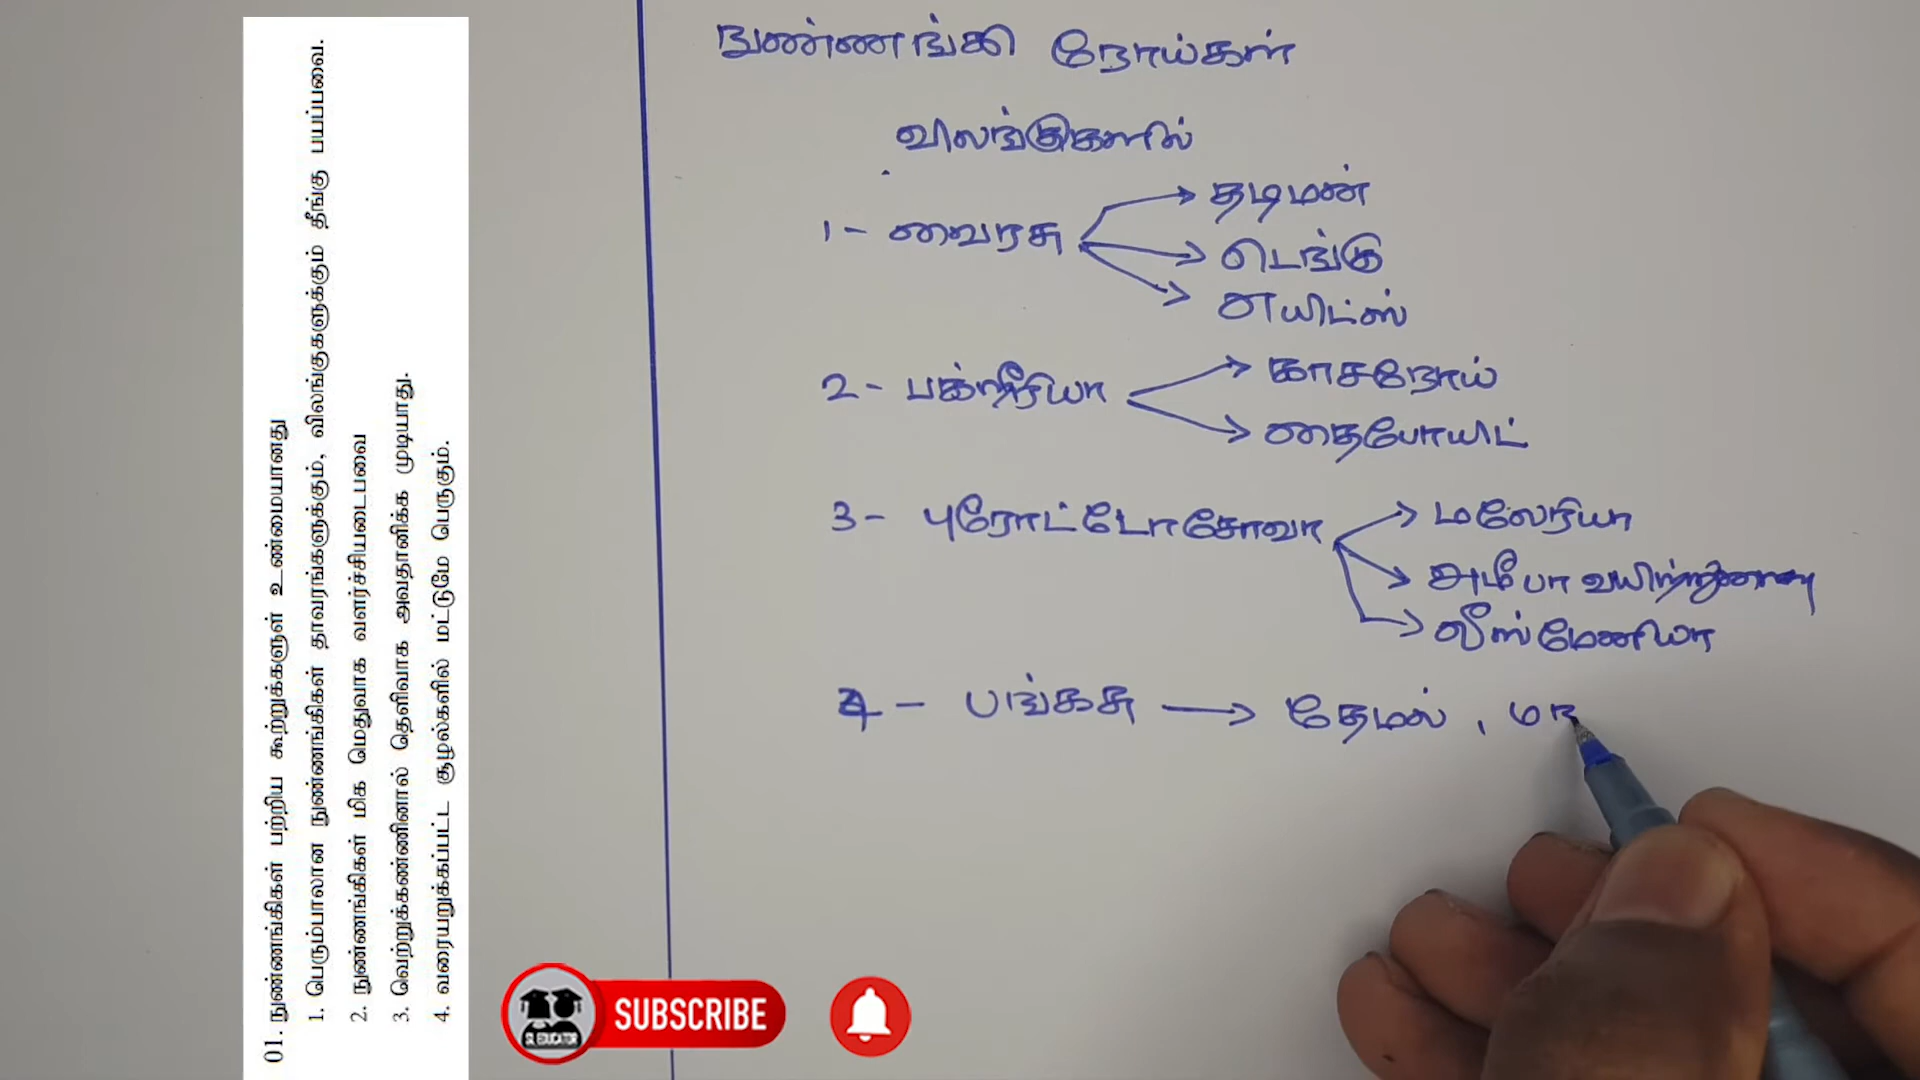 01. நுண்ணங்கிகள் பற்றிய கூற்றுக்களுள் உண்மையானது
1. பெரும்பாலான நுண்ணங்கிகள் தாவரங்களுக்கும், விலங்குகளுக்கும் தீங்கு பயப்பவை.
2. நுண்ணங்கிகள் மிக மெதுவாக வளர்ச்சியடைபவை
3. வெற்றுக்கண்ணினால் தெளிவாக அவதானிக்க முடியாது.
4. வரையறுக்கப்பட்ட சூழல்களில் மட்டுமே பெருகும்.
நுண்ணங்கி நோய்கள்
விலங்குகளில்
1 - வைரசு → தடிமன்
→ டெங்கு
→ எயிட்ஸ்
2 - பக்றீரியா → காசநோய்
→ தைபோயிட்
3 - புரோட்டோசோவா → மலேரியா
→ அமீபா
→ லீஸ்மேனியா
4 - பங்கசு → தேமல் ,
SUBSCRIBE
SL EDUCATOR